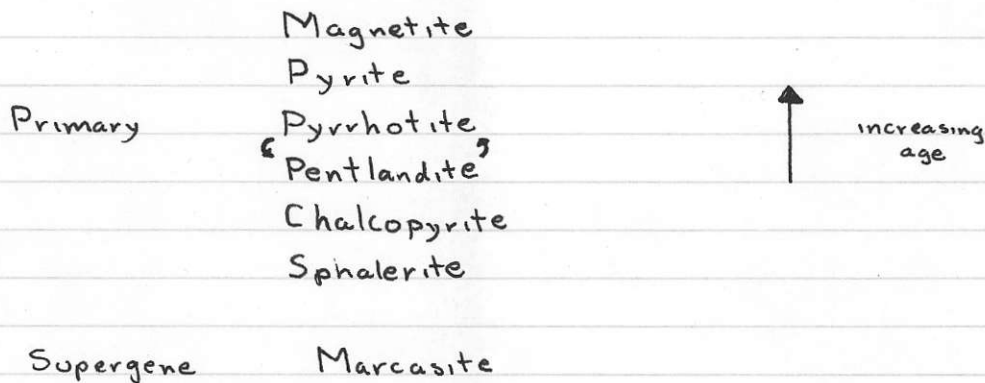 Magnetite
Pyrite
Primary Pyrrhotite increasing
age
Pentlandite
Chalcopyrite
Sphalerite
Supergene Marcasite